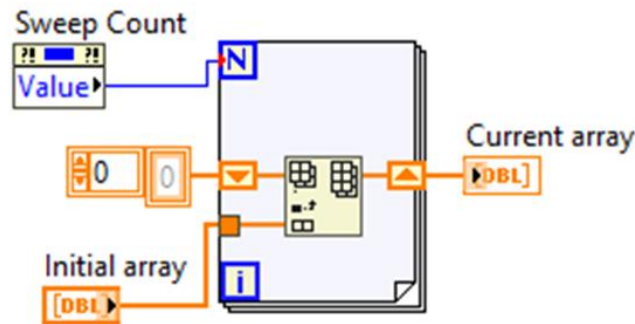 Sweep Count
?! ?!
Value
N
Current array
0
0
DBL]
Initial array
[DBL]
i